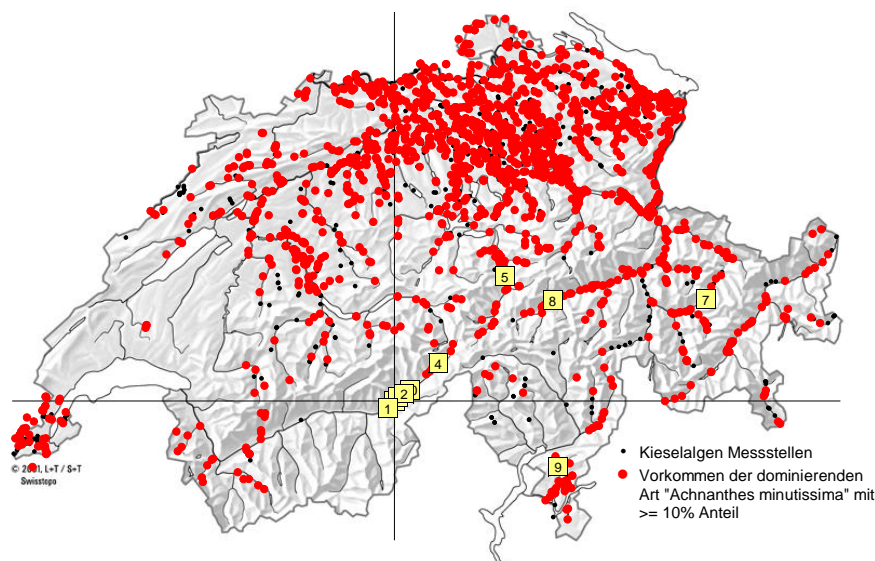 5
8
7
4
2
1
9
© 2001, L+T / S+T
Swisstopo
Kieselalgen Messstellen
Vorkommen der dominierenden
Art "Achnanthes minutissima" mit
>= 10% Anteil